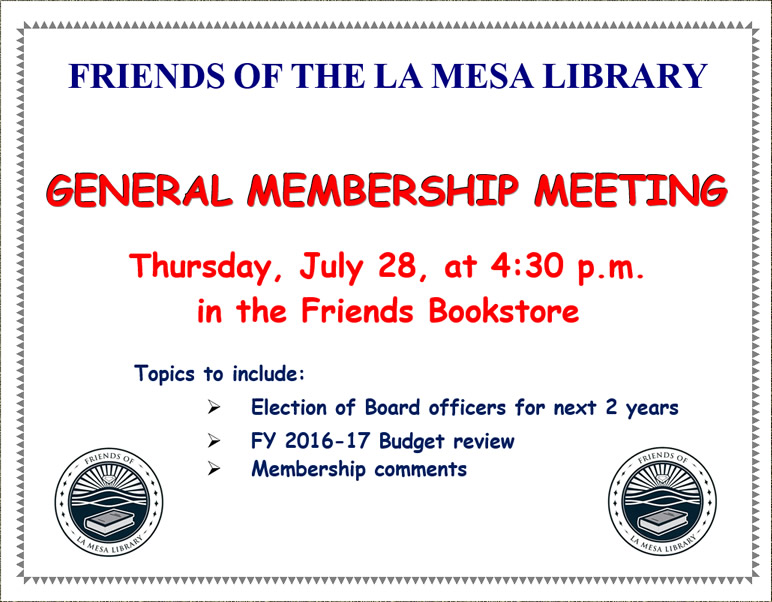 FRIENDS OF THE LA MESA LIBRARY
GENERAL MEMBERSHIP MEETING
Thursday, July 28, at 4:30 p.m.
in the Friends Bookstore
Topics to include:
➢ Election of Board officers for next 2 years
➢ FY 2016-17 Budget review
➢ Membership comments
FRIENDS OF
LA MESA LIBRARY
FRIENDS OF
LA MESA LIBRARY